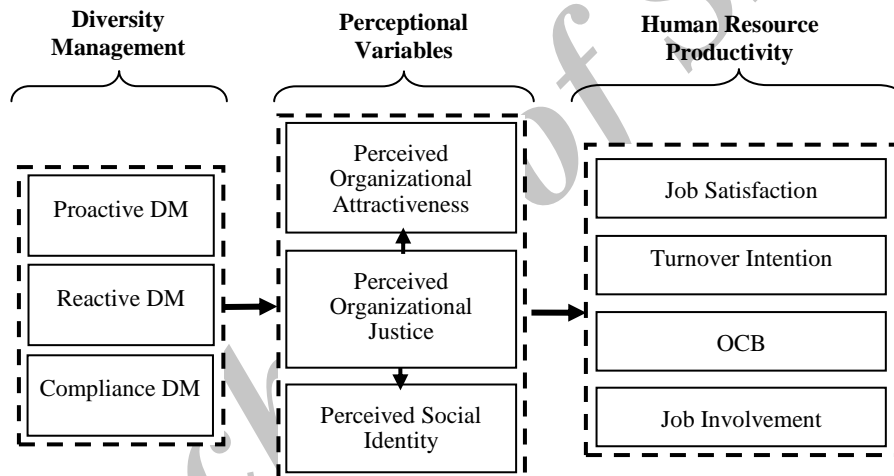 Diversity
Management
Perceptional
Variables
Human Resource
Productivity
Proactive DM
Reactive DM
Compliance DM
Perceived
Organizational
Attractiveness
Perceived
Organizational
Justice
Perceived Social
Identity
Job Satisfaction
Turnover Intention
OCB
Job Involvement
of